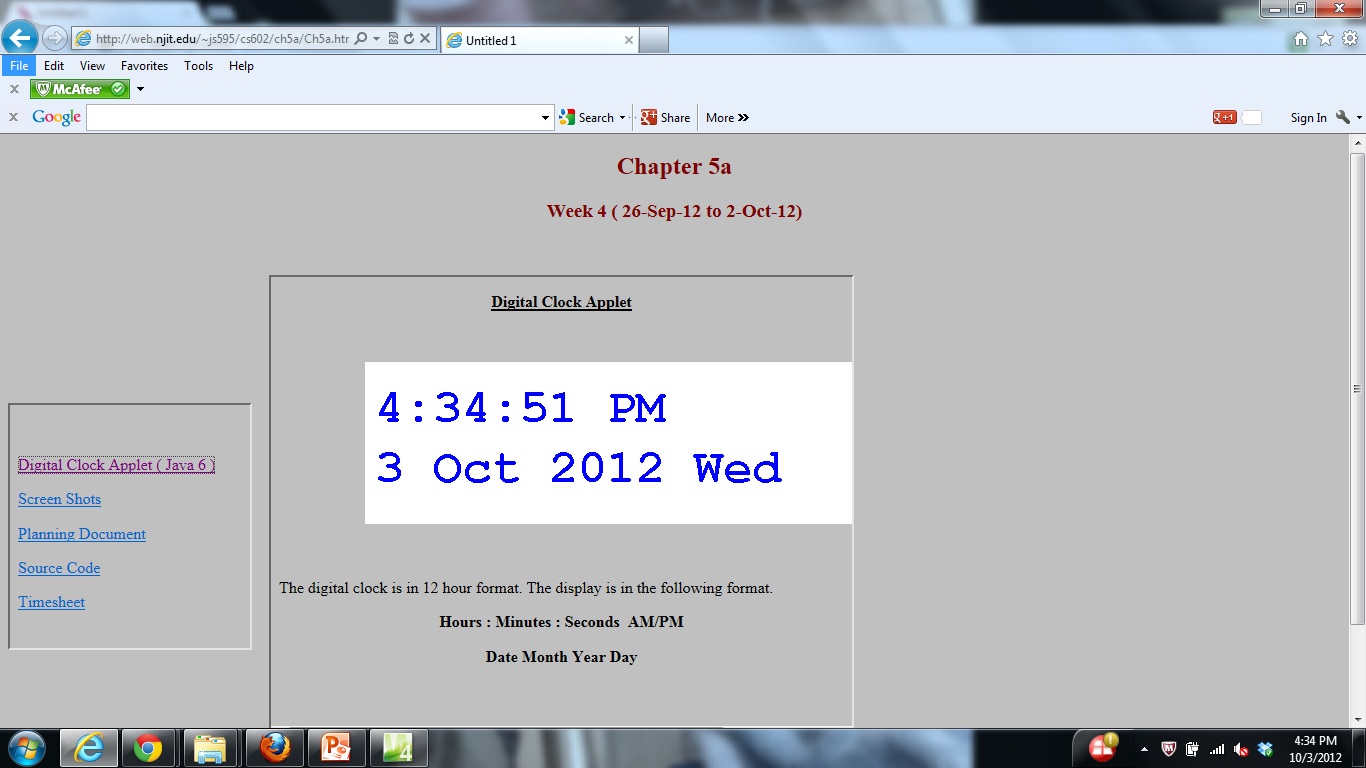 http://web.njit.edu/~js595/cs602/ch5a/Ch5a.htr
Untitled 1
File Edit View Favorites Tools Help
x McAfee
x Google Search Share More »
g +1 Sign In
Chapter 5a
Week 4 ( 26-Sep-12 to 2-Oct-12)
Digital Clock Applet
4:34:51 PM
3 Oct 2012 Wed
Digital Clock Applet ( Java 6 )
Screen Shots
Planning Document
Source Code
Timesheet
The digital clock is in 12 hour format. The display is in the following format.
Hours : Minutes : Seconds AM/PM
Date Month Year Day
4:34 PM
10/3/2012